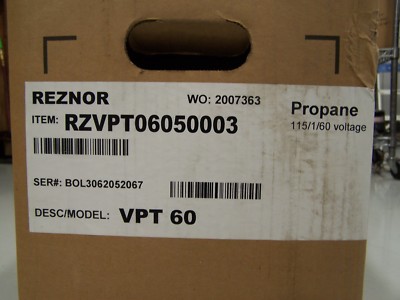 REZNOR WO: 2007363 Propane
ITEM: RZVPT06050003 115/1/60 voltage
SER#: BOL3062052067
DESC/MODEL: VPT 60